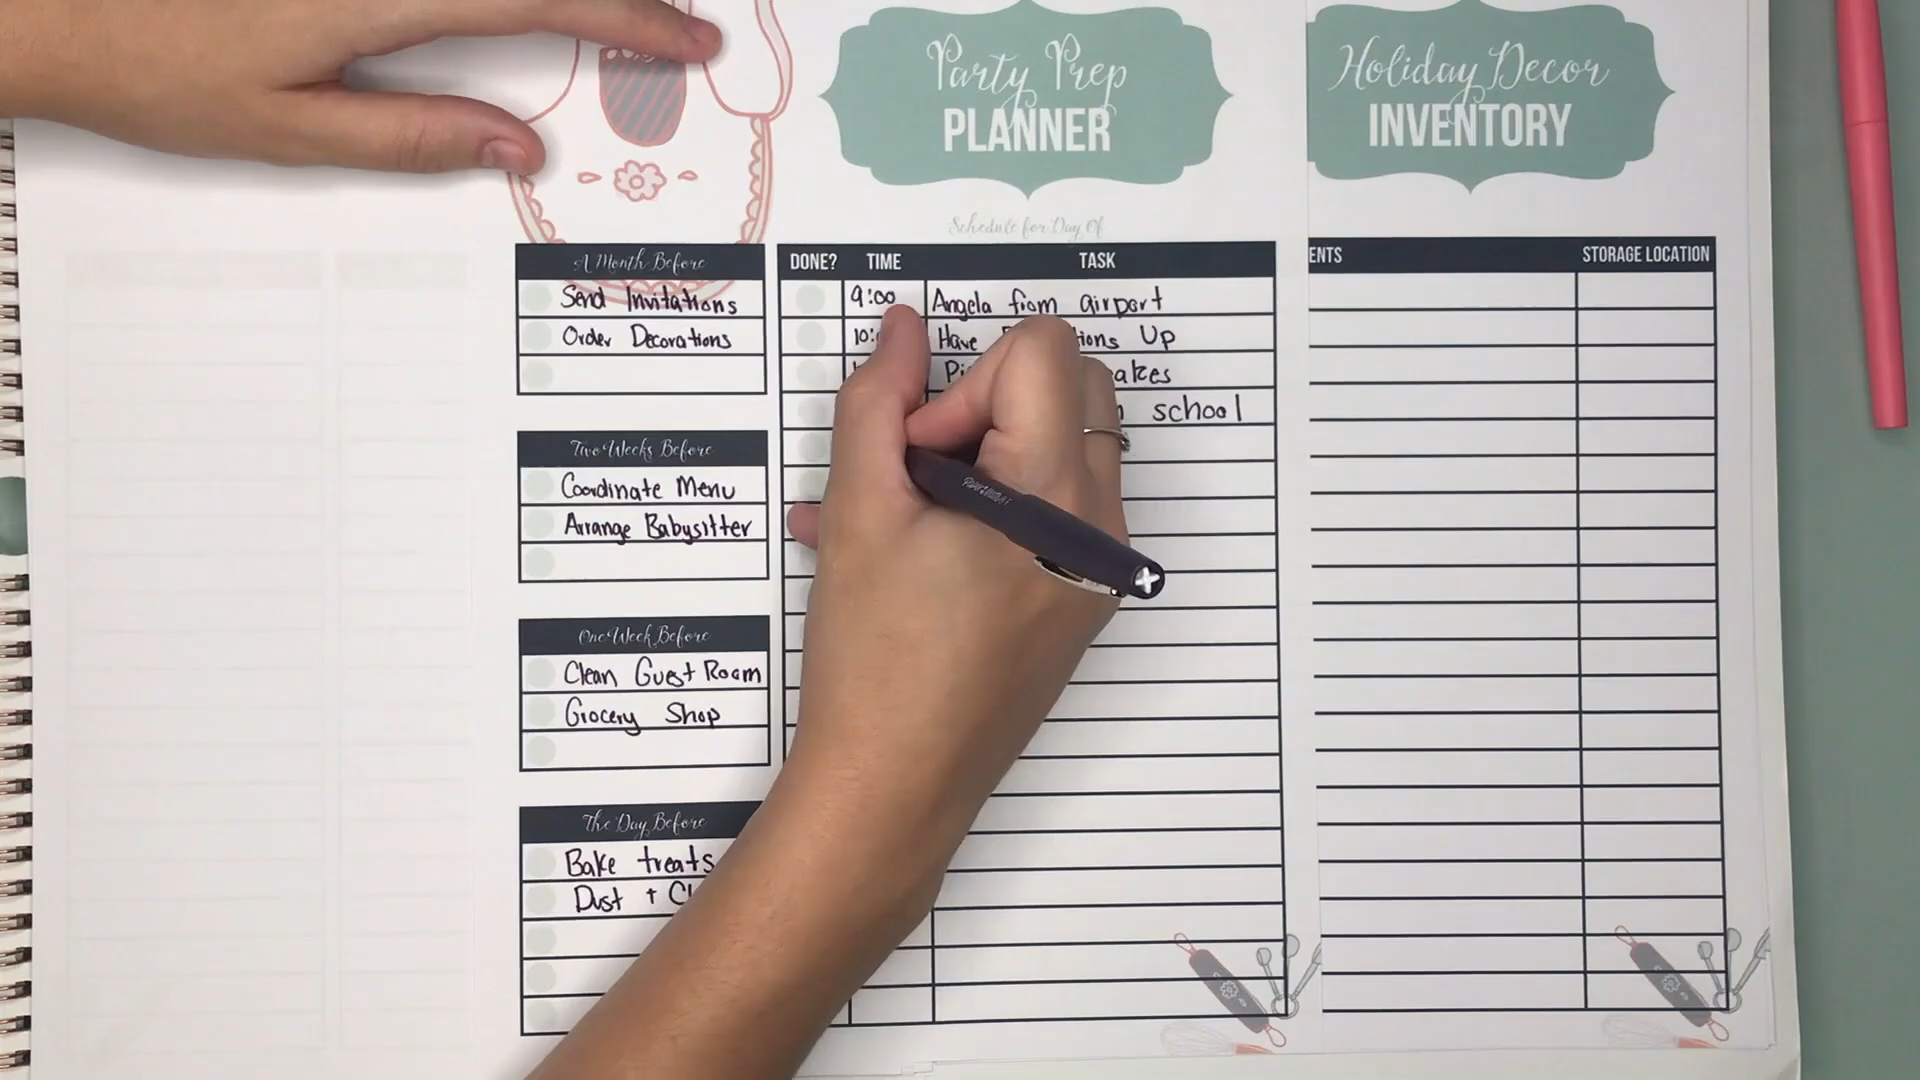 Party Prep
PLANNER
Schedule for Day Of
A Month Before
Send Invitations
Order Decorations
Two Weeks Before
Coordinate Menu
Arrange Babysitter
One Week Before
Clean Guest Room
Grocery Shop
The Day Before
Bake treats
Dust +
DONE? TIME TASK
9:00 Angela from airport
Have Up
school
Holiday Decor
INVENTORY
STORAGE LOCATION